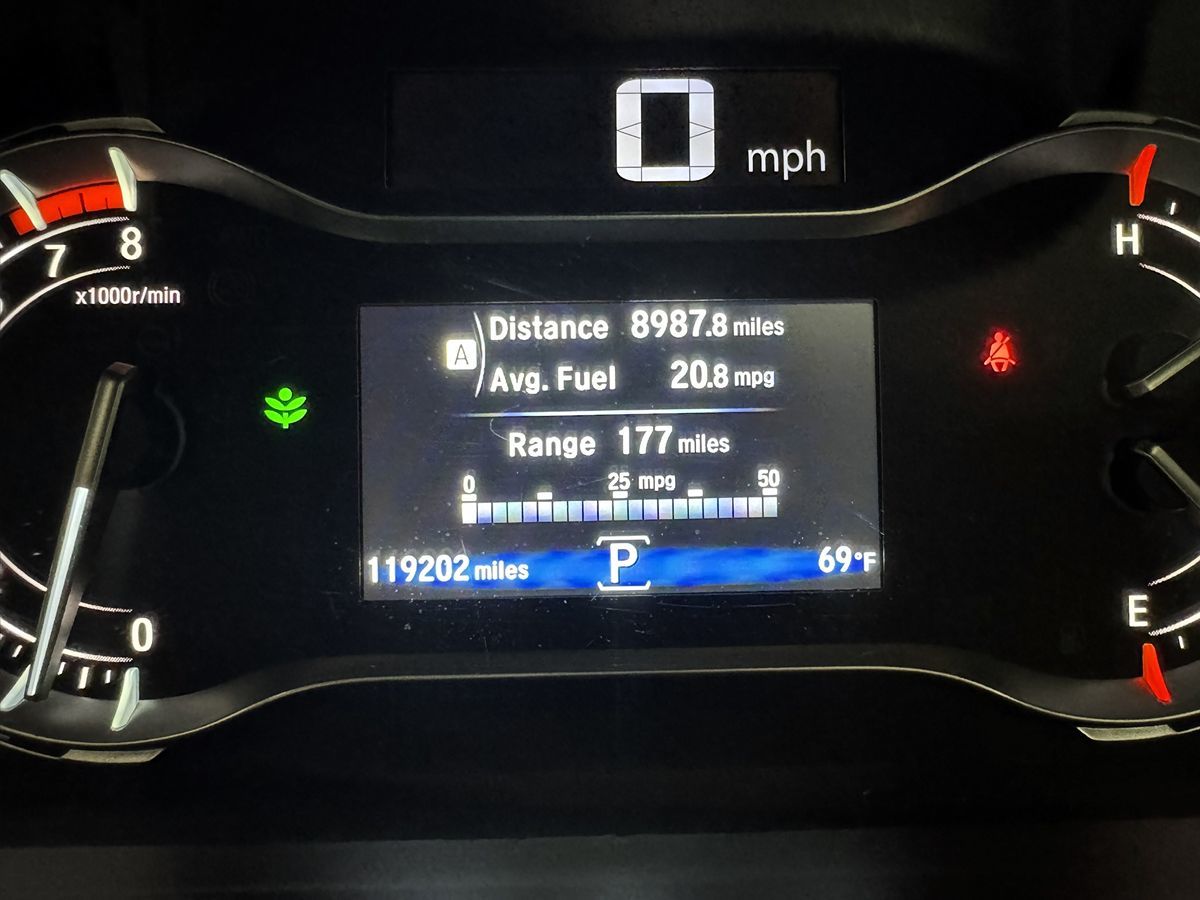 0 mph
7 8
x1000r/min
H
A Distance 8987.8 miles
Avg. Fuel 20.8 mpg
Range 177 miles
0 25 mpg 50
119202 miles P 69°F
0
E